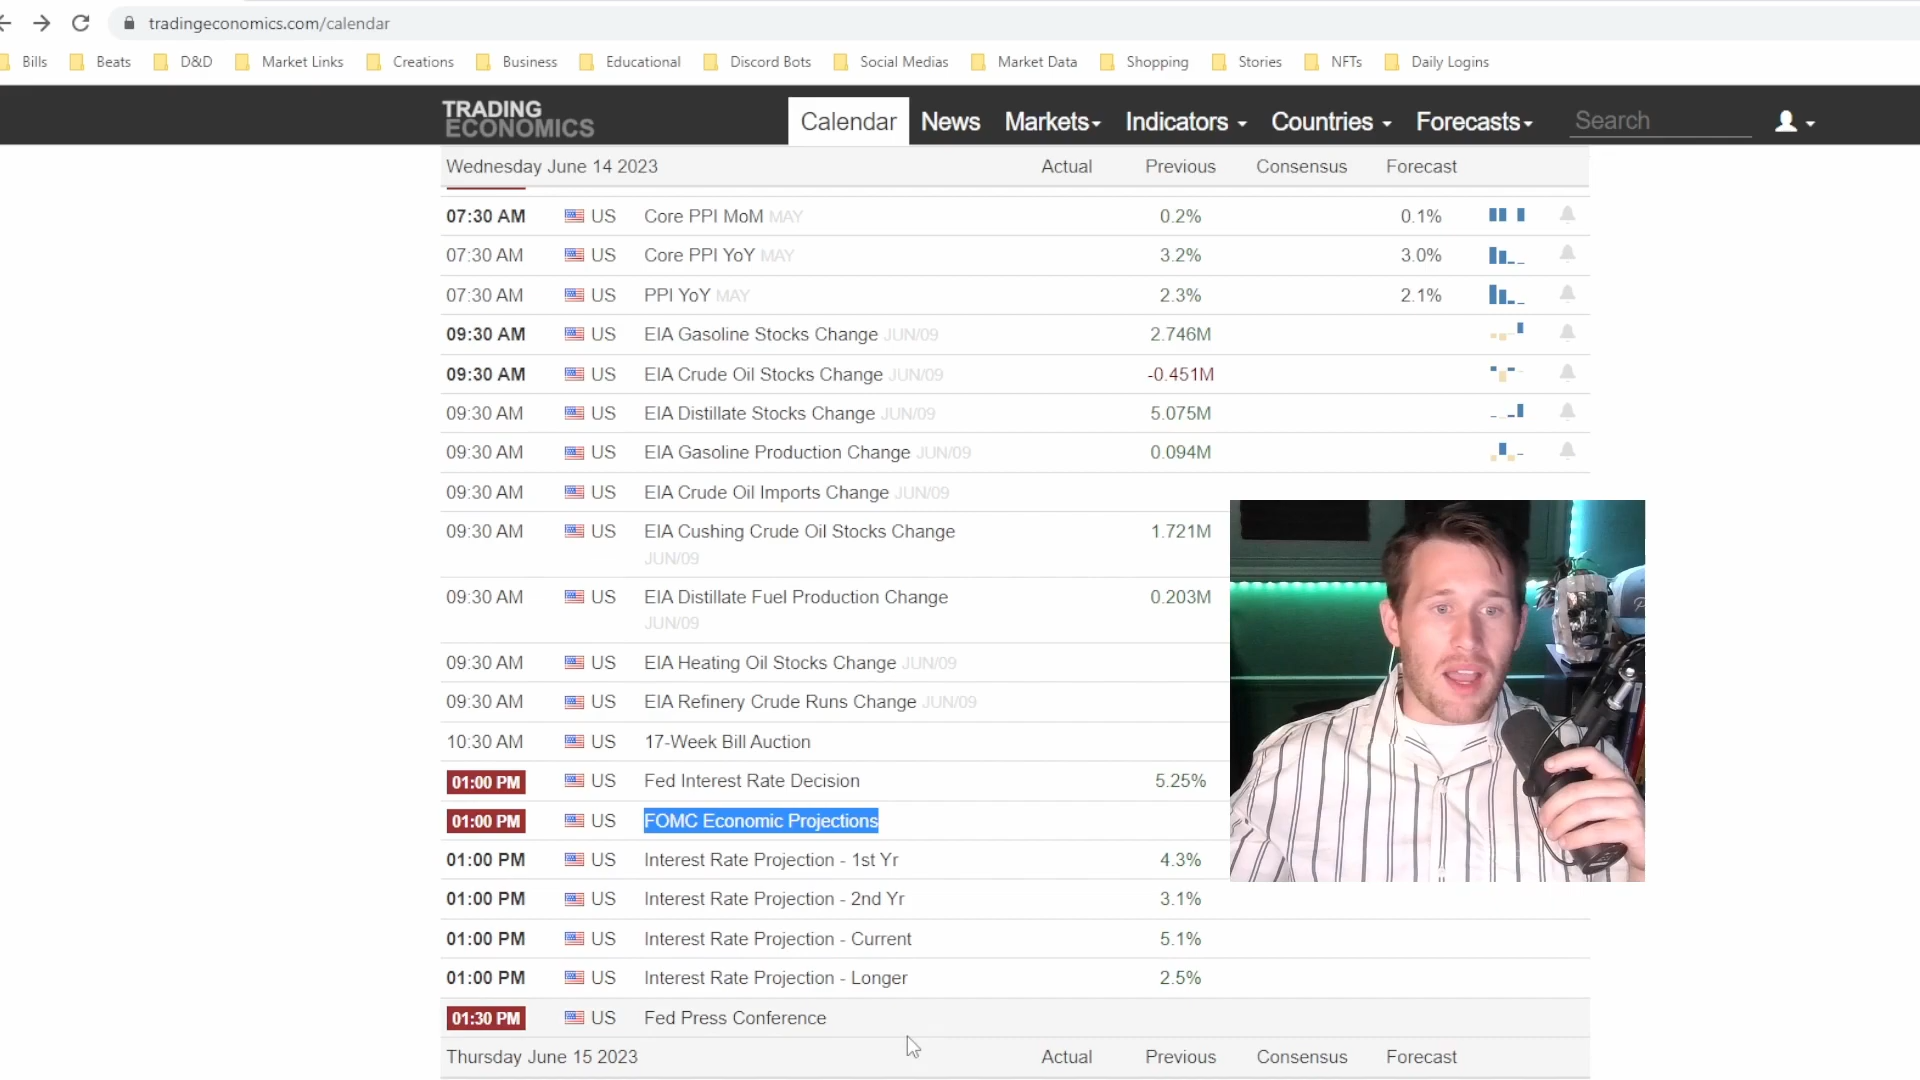 tradingeconomics.com/calendar
Bills Beats D&D Market Links Creations Business Educational Discord Bots Social Medias Market Data Shopping Stories NFTs Daily Logins
TRADING
ECONOMICS
Calendar News Markets Indicators Countries Forecasts Search
Wednesday June 14 2023 Actual Previous Consensus Forecast
07:30 AM US Core PPI MoM MAY 0.2% 0.1%
07:30 AM US Core PPI YoY MAY 3.2% 3.0%
07:30 AM US PPI YoY MAY 2.3% 2.1%
09:30 AM US EIA Gasoline Stocks Change JUN/09 2.746M
09:30 AM US EIA Crude Oil Stocks Change JUN/09 -0.451M
09:30 AM US EIA Distillate Stocks Change JUN/09 5.075M
09:30 AM US EIA Gasoline Production Change JUN/09 0.094M
09:30 AM US EIA Crude Oil Imports Change JUN/09
09:30 AM US EIA Cushing Crude Oil Stocks Change 1.721M
JUN/09
09:30 AM US EIA Distillate Fuel Production Change 0.203M
JUN/09
09:30 AM US EIA Heating Oil Stocks Change JUN/09
09:30 AM US EIA Refinery Crude Runs Change JUN/09
10:30 AM US 17-Week Bill Auction
01:00 PM US Fed Interest Rate Decision 5.25%
01:00 PM US FOMC Economic Projections
01:00 PM US Interest Rate Projection - 1st Yr 4.3%
01:00 PM US Interest Rate Projection - 2nd Yr 3.1%
01:00 PM US Interest Rate Projection - Current 5.1%
01:00 PM US Interest Rate Projection - Longer 2.5%
01:30 PM US Fed Press Conference
Thursday June 15 2023 Actual Previous Consensus Forecast